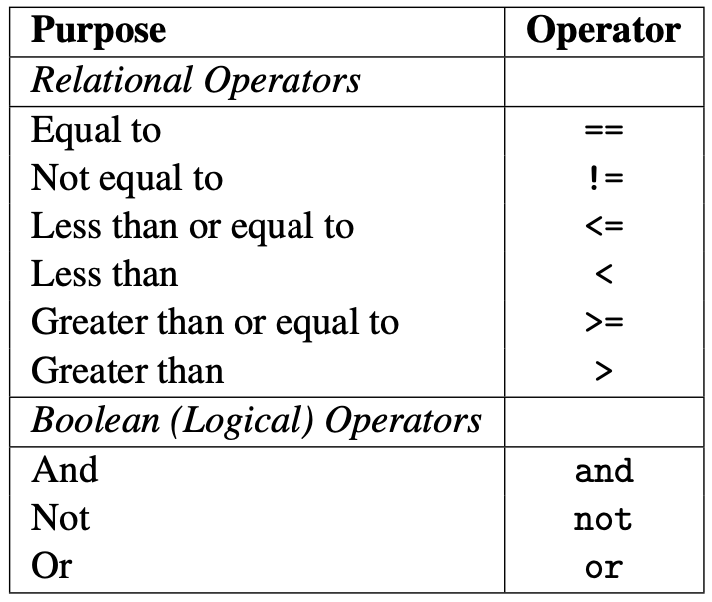 Purpose Operator
Relational Operators
Equal to ==
Not equal to !=
Less than or equal to <=
Less than <
Greater than or equal to >=
Greater than >
Boolean (Logical) Operators
And and
Not not
Or or